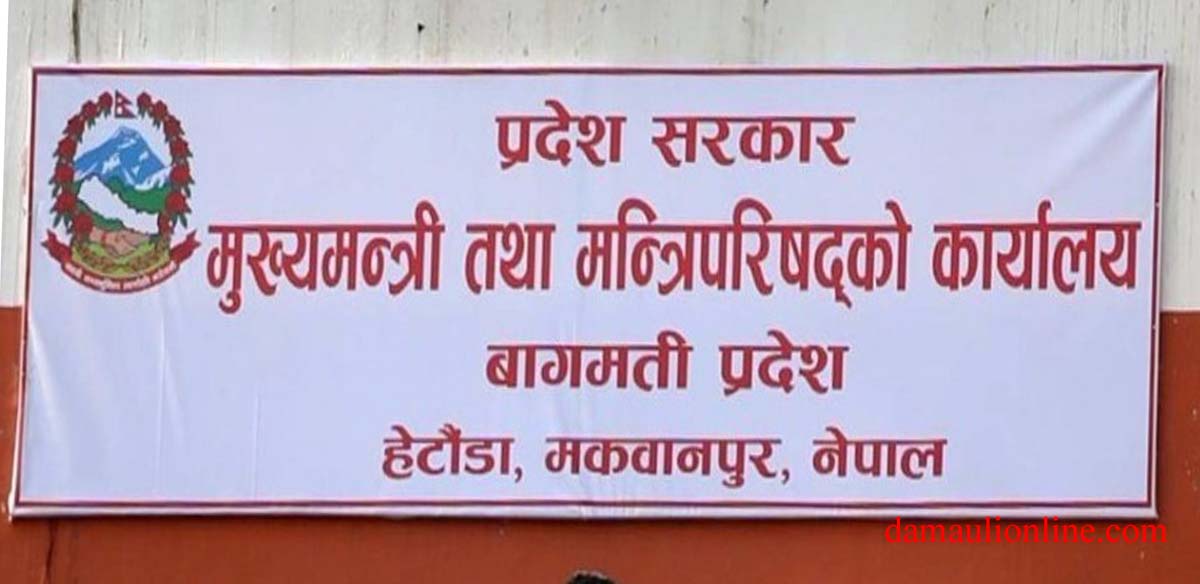 प्रदेश सरकार
मुख्यमन्त्री तथा मन्त्रिपरिषद्को कार्यालय
बागमती प्रदेश
हेटौंडा, मकवानपुर, नेपाल
damaulionline.com